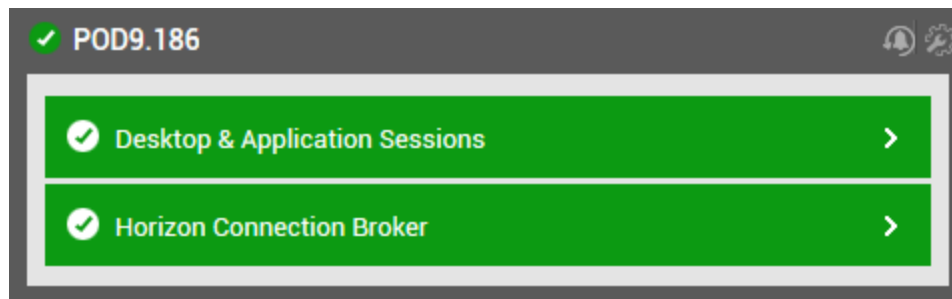 POD9.186
Desktop & Application Sessions
Horizon Connection Broker